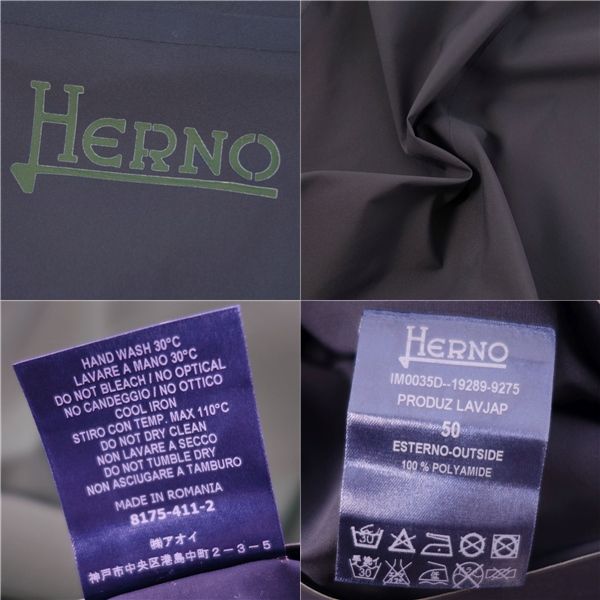 HERNO
HAND WASH 30°C
LAVARE A MANO 30°C
DO NOT BLEACH / NO OPTICAL
NO CANDEGGIO / NO OTTICO
COOL IRON
STIRO CON TEMP. MAX 110°C
DO NOT DRY CLEAN
NON LAVARE A SECCO
DO NOT TUMBLE DRY
NON ASCIUGARE A TAMBURO
MADE IN ROMANIA
8175-411-2
㈱アオイ
神戸市中央区港島中町2-3-5
HERNO
IM0035D--19289-9275
PRODUZ LAVJAP
50
ESTERNO-OUTSIDE
100 % POLYAMIDE
30
30